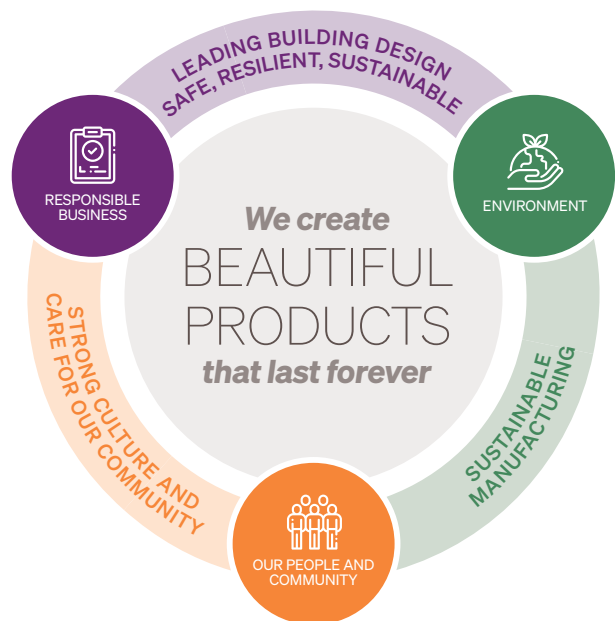 LEADING BUILDING DESIGN
SAFE, RESILIENT, SUSTAINABLE
RESPONSIBLE
BUSINESS
ENVIRONMENT
We create
BEAUTIFUL
PRODUCTS
that last forever
STRONG CULTURE AND
CARE FOR OUR COMMUNITY
SUSTAINABLE
MANUFACTURING
OUR PEOPLE AND
COMMUNITY